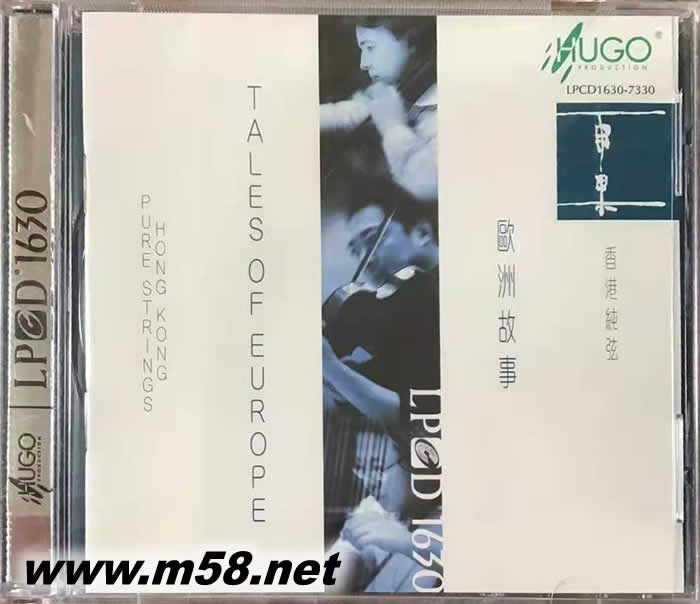 HUGO
®
PRODUCTION
LPCD1630-7330
TALES OF EUROPE
HONG KONG
PURE STRINGS
歐洲故事
香港純弦
LPCD 1630
LPCD 1630
HUGO
PRODUCTION
www.m58.net